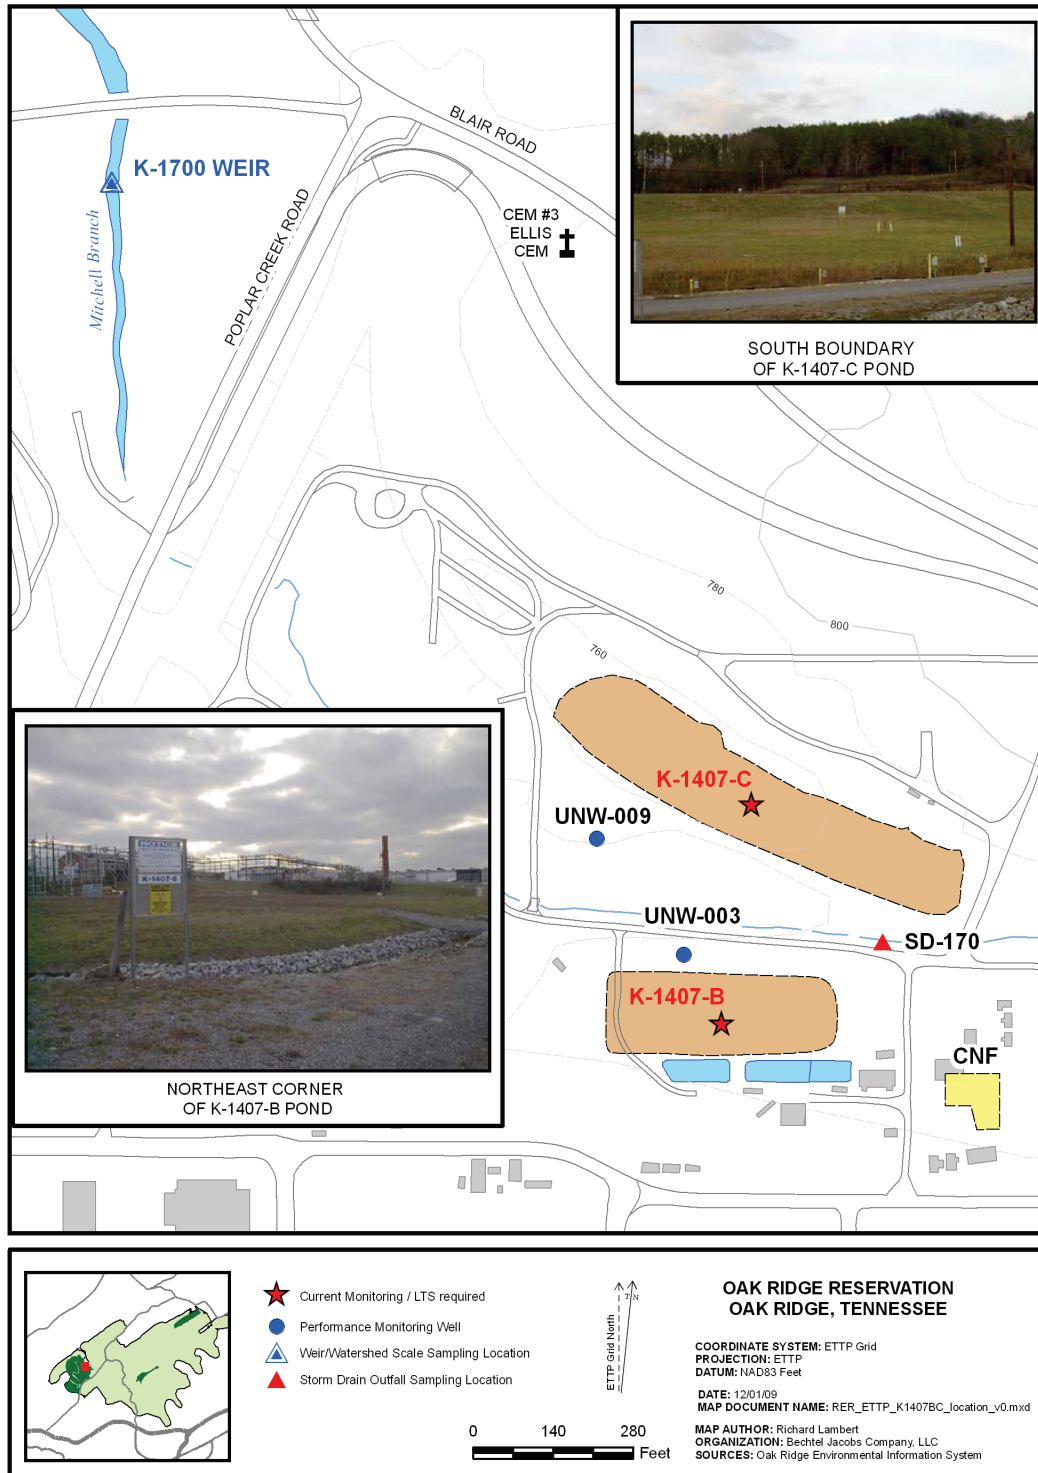 BLAIR ROAD
K-1700 WEIR
Mitchell Branch
POPLAR CREEK ROAD
CEM #3
ELLIS
CEM
SOUTH BOUNDARY
OF K-1407-C POND
780
800
760
K-1407-C
UNW-009
UNW-003
SD-170
K-1407-B
CNF
NOTICE
K-1407-B
NORTHEAST CORNER
OF K-1407-B POND
Current Monitoring / LTS required
Performance Monitoring Well
Weir/Watershed Scale Sampling Location
Storm Drain Outfall Sampling Location
ETTP Grid North
T N
0 140 280
Feet
OAK RIDGE RESERVATION
OAK RIDGE, TENNESSEE
COORDINATE SYSTEM: ETTP Grid
PROJECTION: ETTP
DATUM: NAD83 Feet
DATE: 12/01/09
MAP DOCUMENT NAME: RER_ETTP_K1407BC_location_v0.mxd
MAP AUTHOR: Richard Lambert
ORGANIZATION: Bechtel Jacobs Company, LLC
SOURCES: Oak Ridge Environmental Information System